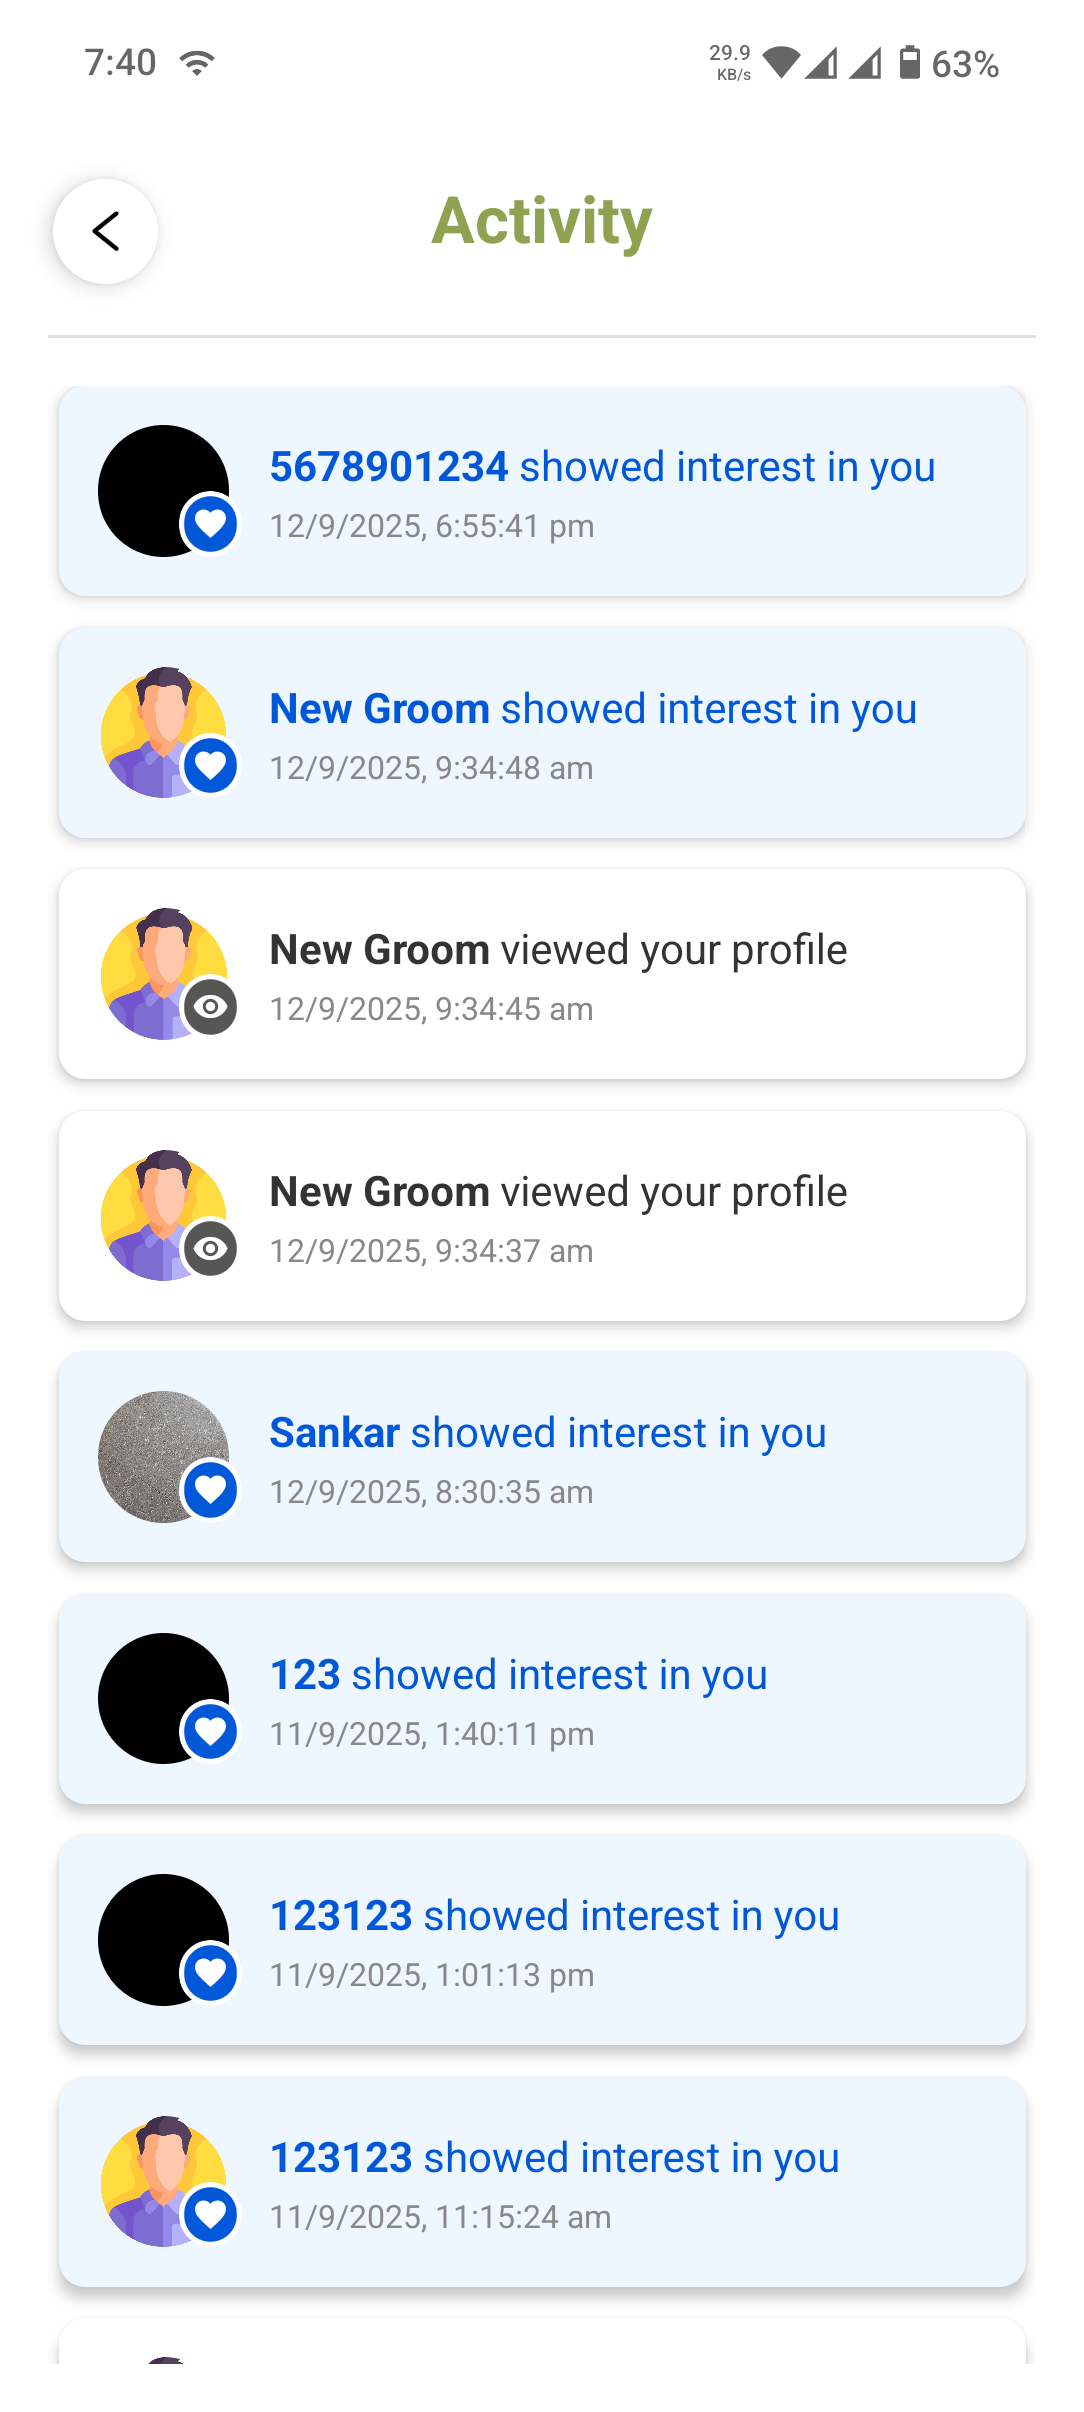 7:40
29.9
KB/s
63%
Activity
5678901234 showed interest in you
12/9/2025, 6:55:41 pm
New Groom showed interest in you
12/9/2025, 9:34:48 am
New Groom viewed your profile
12/9/2025, 9:34:45 am
New Groom viewed your profile
12/9/2025, 9:34:37 am
Sankar showed interest in you
12/9/2025, 8:30:35 am
123 showed interest in you
11/9/2025, 1:40:11 pm
123123 showed interest in you
11/9/2025, 1:01:13 pm
123123 showed interest in you
11/9/2025, 11:15:24 am